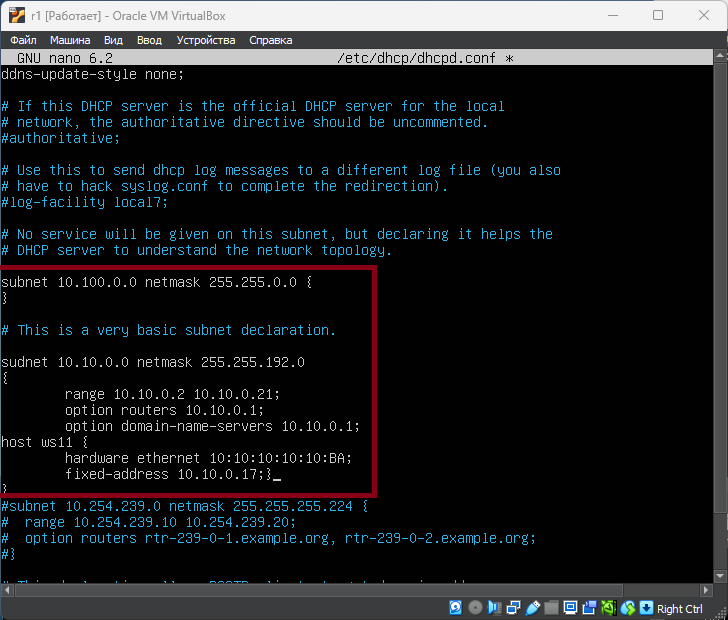 r1 [Работает] - Oracle VM VirtualBox
Файл Машина Вид Ввод Устройства Справка
GNU nano 6.2 /etc/dhcp/dhcpd.conf *
ddns-update-style none;
# If this DHCP server is the official DHCP server for the local
# network, the authoritative directive should be uncommented.
#authoritative;
# Use this to send dhcp log messages to a different log file (you also
# have to hack syslog.conf to complete the redirection).
#log-facility local7;
# No service will be given on this subnet, but declaring it helps the
# DHCP server to understand the network topology.
subnet 10.100.0.0 netmask 255.255.0.0 {
}
# This is a very basic subnet declaration.
sudnet 10.10.0.0 netmask 255.255.192.0
{
range 10.10.0.2 10.10.0.21;
option routers 10.10.0.1;
option domain-name-servers 10.10.0.1;
host ws11 {
hardware ethernet 10:10:10:10:10:BA;
fixed-address 10.10.0.17;}_
}
#subnet 10.254.239.0 netmask 255.255.255.224 {
#  range 10.254.239.10 10.254.239.20;
#  option routers rtr-239-0-1.example.org, rtr-239-0-2.example.org;
#}
Right Ctrl